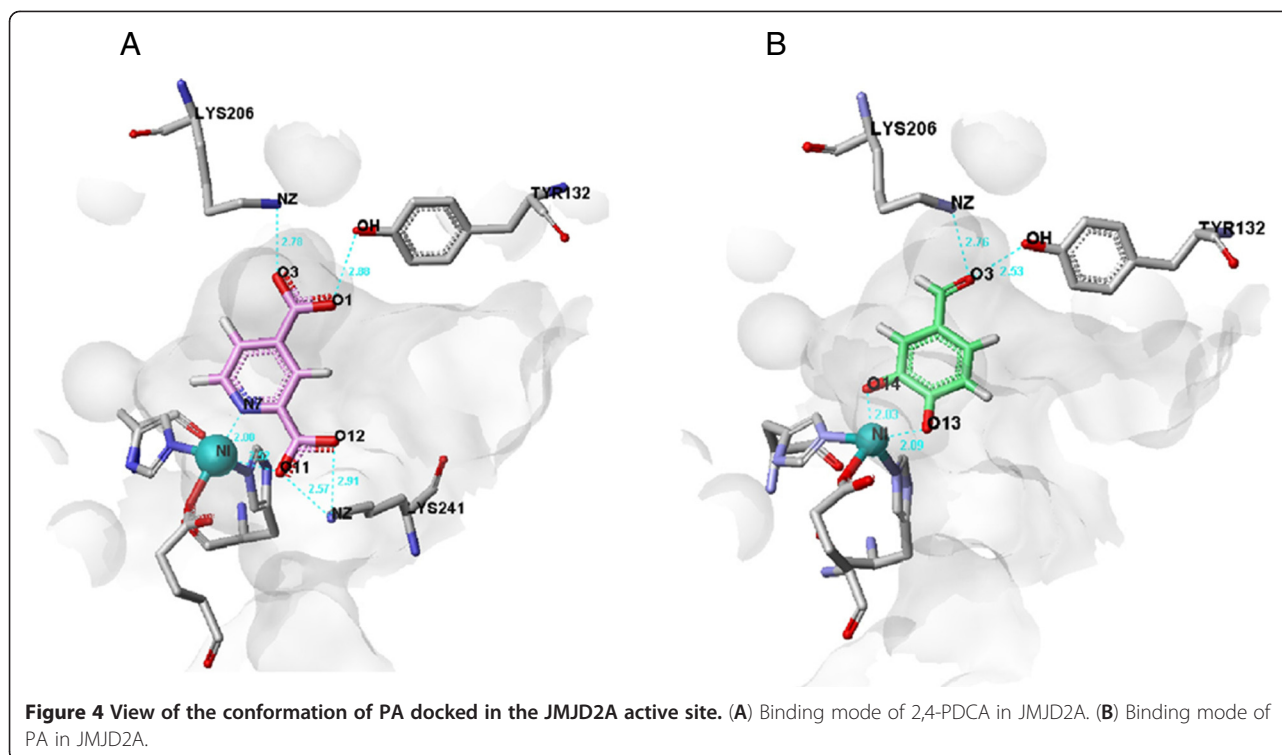 A
B
LYS206
NZ
OH
TYR132
2.78
2.88
O3
O1
N7
2.00
Ni
O12
O11
2.57
2.91
NZ
LYS241
LYS206
NZ
OH
TYR132
2.76
2.53
O3
O14
O13
2.03
Ni
2.09
Figure 4 View of the conformation of PA docked in the JMJD2A active site. (A) Binding mode of 2,4-PDCA in JMJD2A. (B) Binding mode of
PA in JMJD2A.